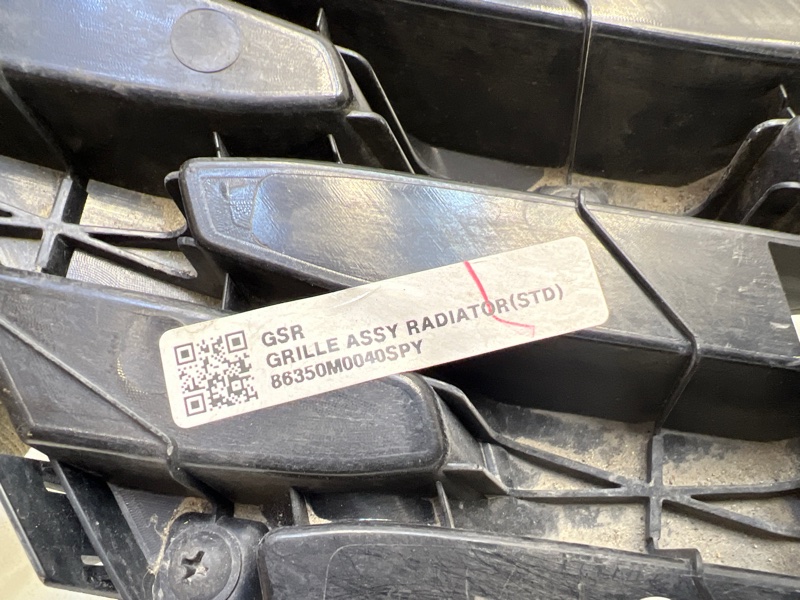 GSR
GRILLE ASSY RADIATOR(STD)
86350M0040SPY